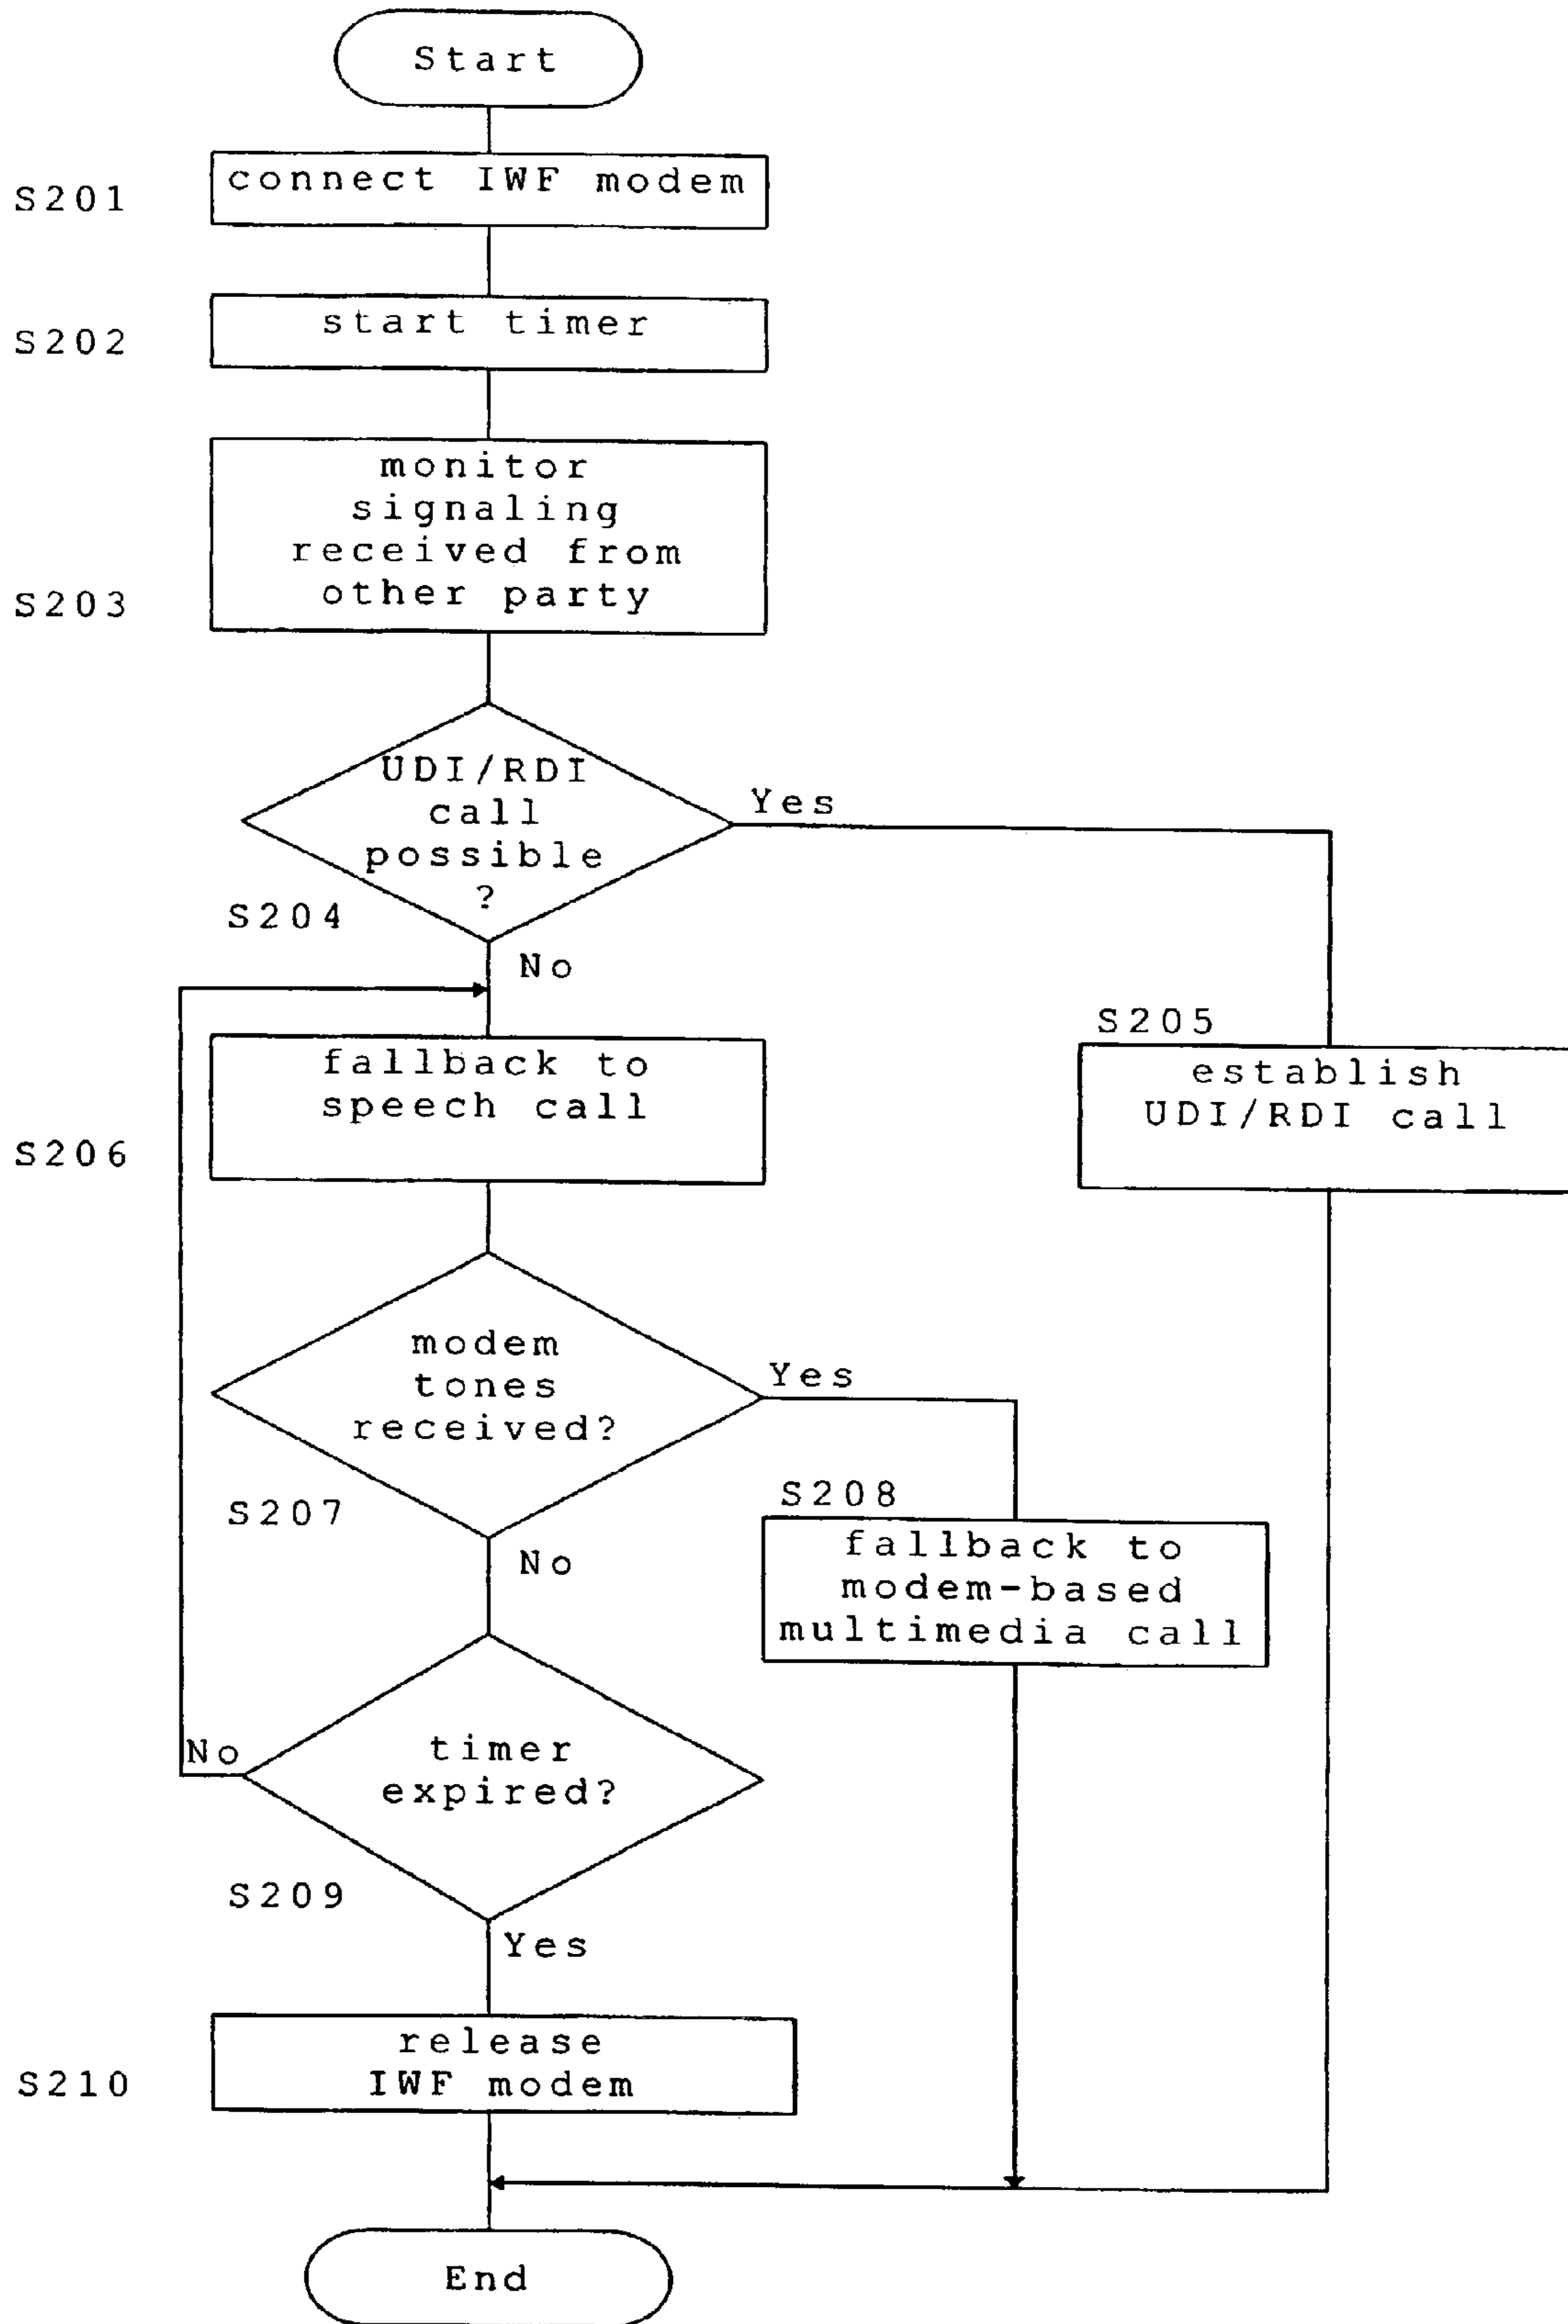 Start
S201
connect IWF modem
S202
start timer
S203
monitor
signaling
received from
other party
UDI/RDI
call
possible
?
Yes
S204
No
S205
establish
UDI/RDI call
fallback to
speech call
S206
modem
tones
received?
Yes
S207
No
S208
fallback to
modem-based
multimedia call
No
timer
expired?
S209
Yes
S210
release
IWF modem
End